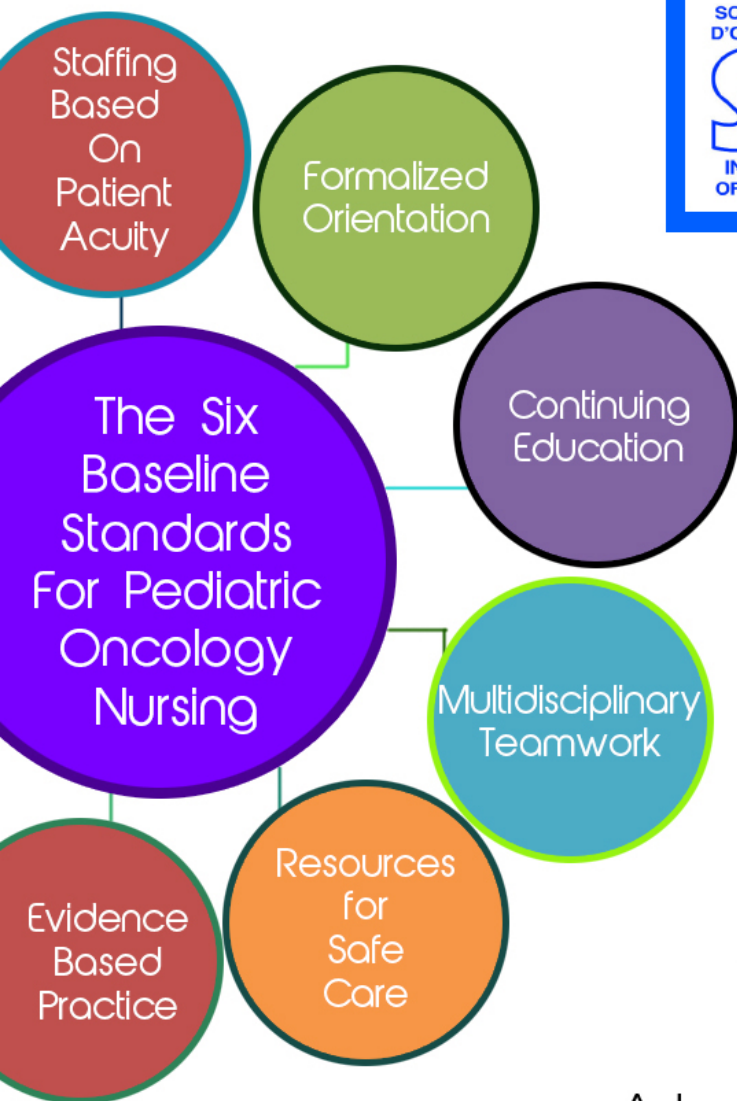 Staffing
Based
On
Patient
Acuity
Formalized
Orientation
Continuing
Education
The Six
Baseline
Standards
For Pediatric
Oncology
Nursing
Multidisciplinary
Teamwork
Resources
for
Safe
Care
Evidence
Based
Practice